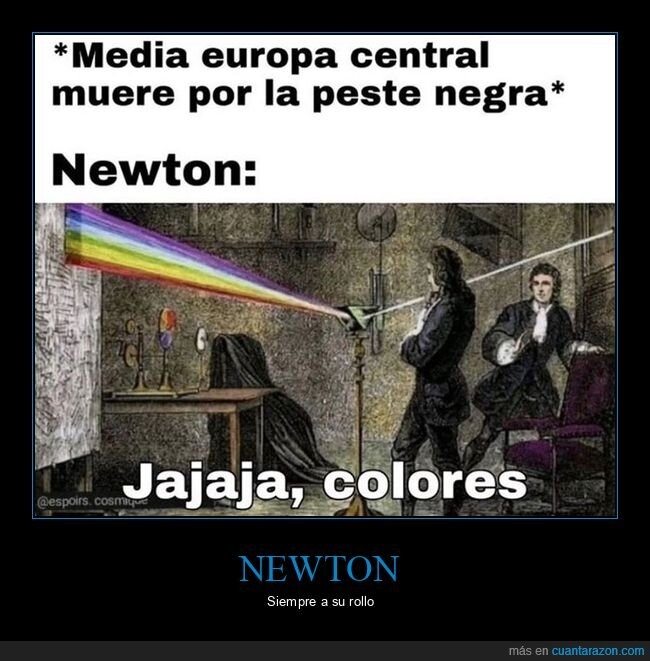 *Media europa central
muere por la peste negra*
Newton:
Jajaja, colores
@espoirs. cosmique
NEWTON
Siempre a su rollo
más en cuantarazon.com